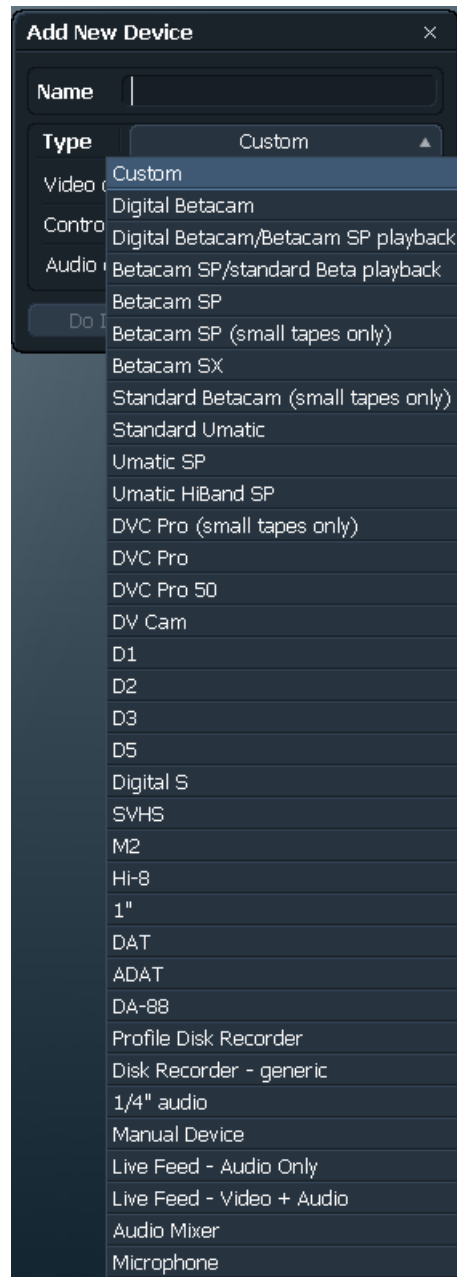 Add New Device ×
Name
Type Custom
Video
Contro
Audio
Do
Custom
Digital Betacam
Digital Betacam/Betacam SP playback
Betacam SP/standard Beta playback
Betacam SP
Betacam SP (small tapes only)
Betacam SX
Standard Betacam (small tapes only)
Standard Umatic
Umatic SP
Umatic HiBand SP
DVC Pro (small tapes only)
DVC Pro
DVC Pro 50
DV Cam
D1
D2
D3
D5
Digital S
SVHS
M2
Hi-8
1"
DAT
ADAT
DA-88
Profile Disk Recorder
Disk Recorder - generic
1/4" audio
Manual Device
Live Feed - Audio Only
Live Feed - Video + Audio
Audio Mixer
Microphone